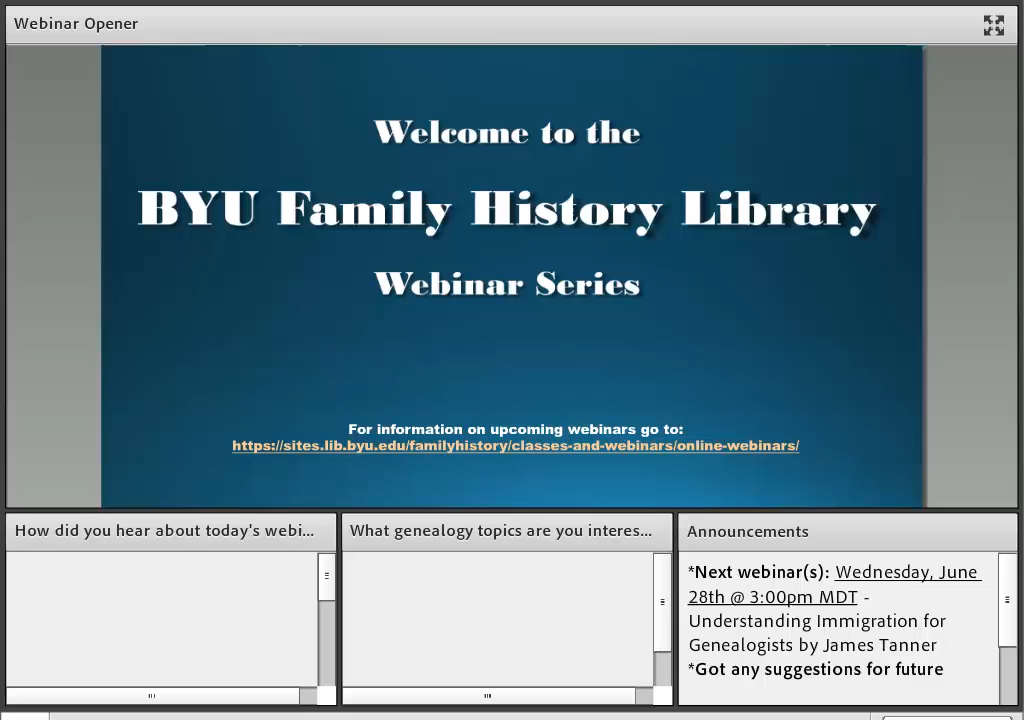 Webinar Opener
Welcome to the
BYU Family History Library
Webinar Series
For information on upcoming webinars go to:
https://sites.lib.byu.edu/familyhistory/classes-and-webinars/online-webinars/
How did you hear about today's webi...
What genealogy topics are you interes...
Announcements
*Next webinar(s): Wednesday, June
28th @ 3:00pm MDT -
Understanding Immigration for
Genealogists by James Tanner
*Got any suggestions for future